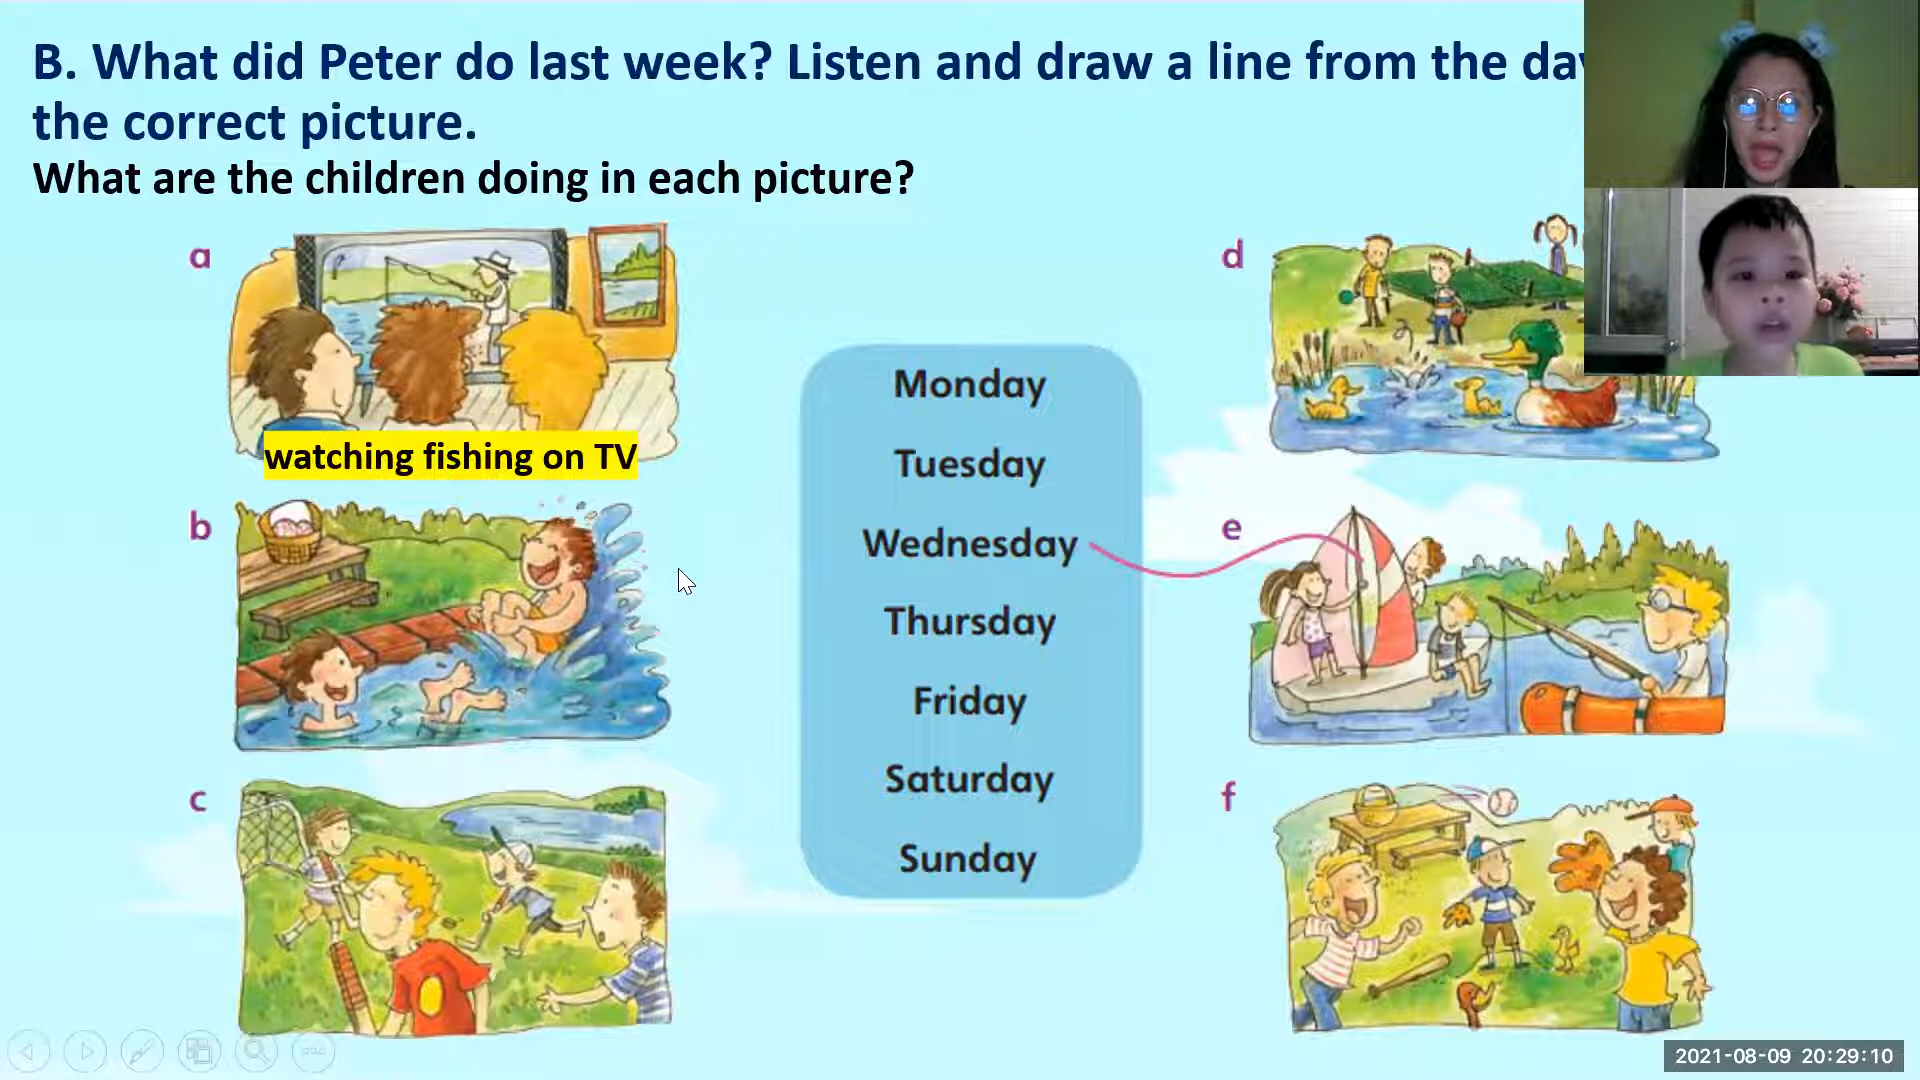 B. What did Peter do last week? Listen and draw a line from the
the correct picture.
What are the children doing in each picture?
a
watching fishing on TV
b
c
Monday
Tuesday
Wednesday
Thursday
Friday
Saturday
Sunday
d
e
f
2021-08-09 20:29:10